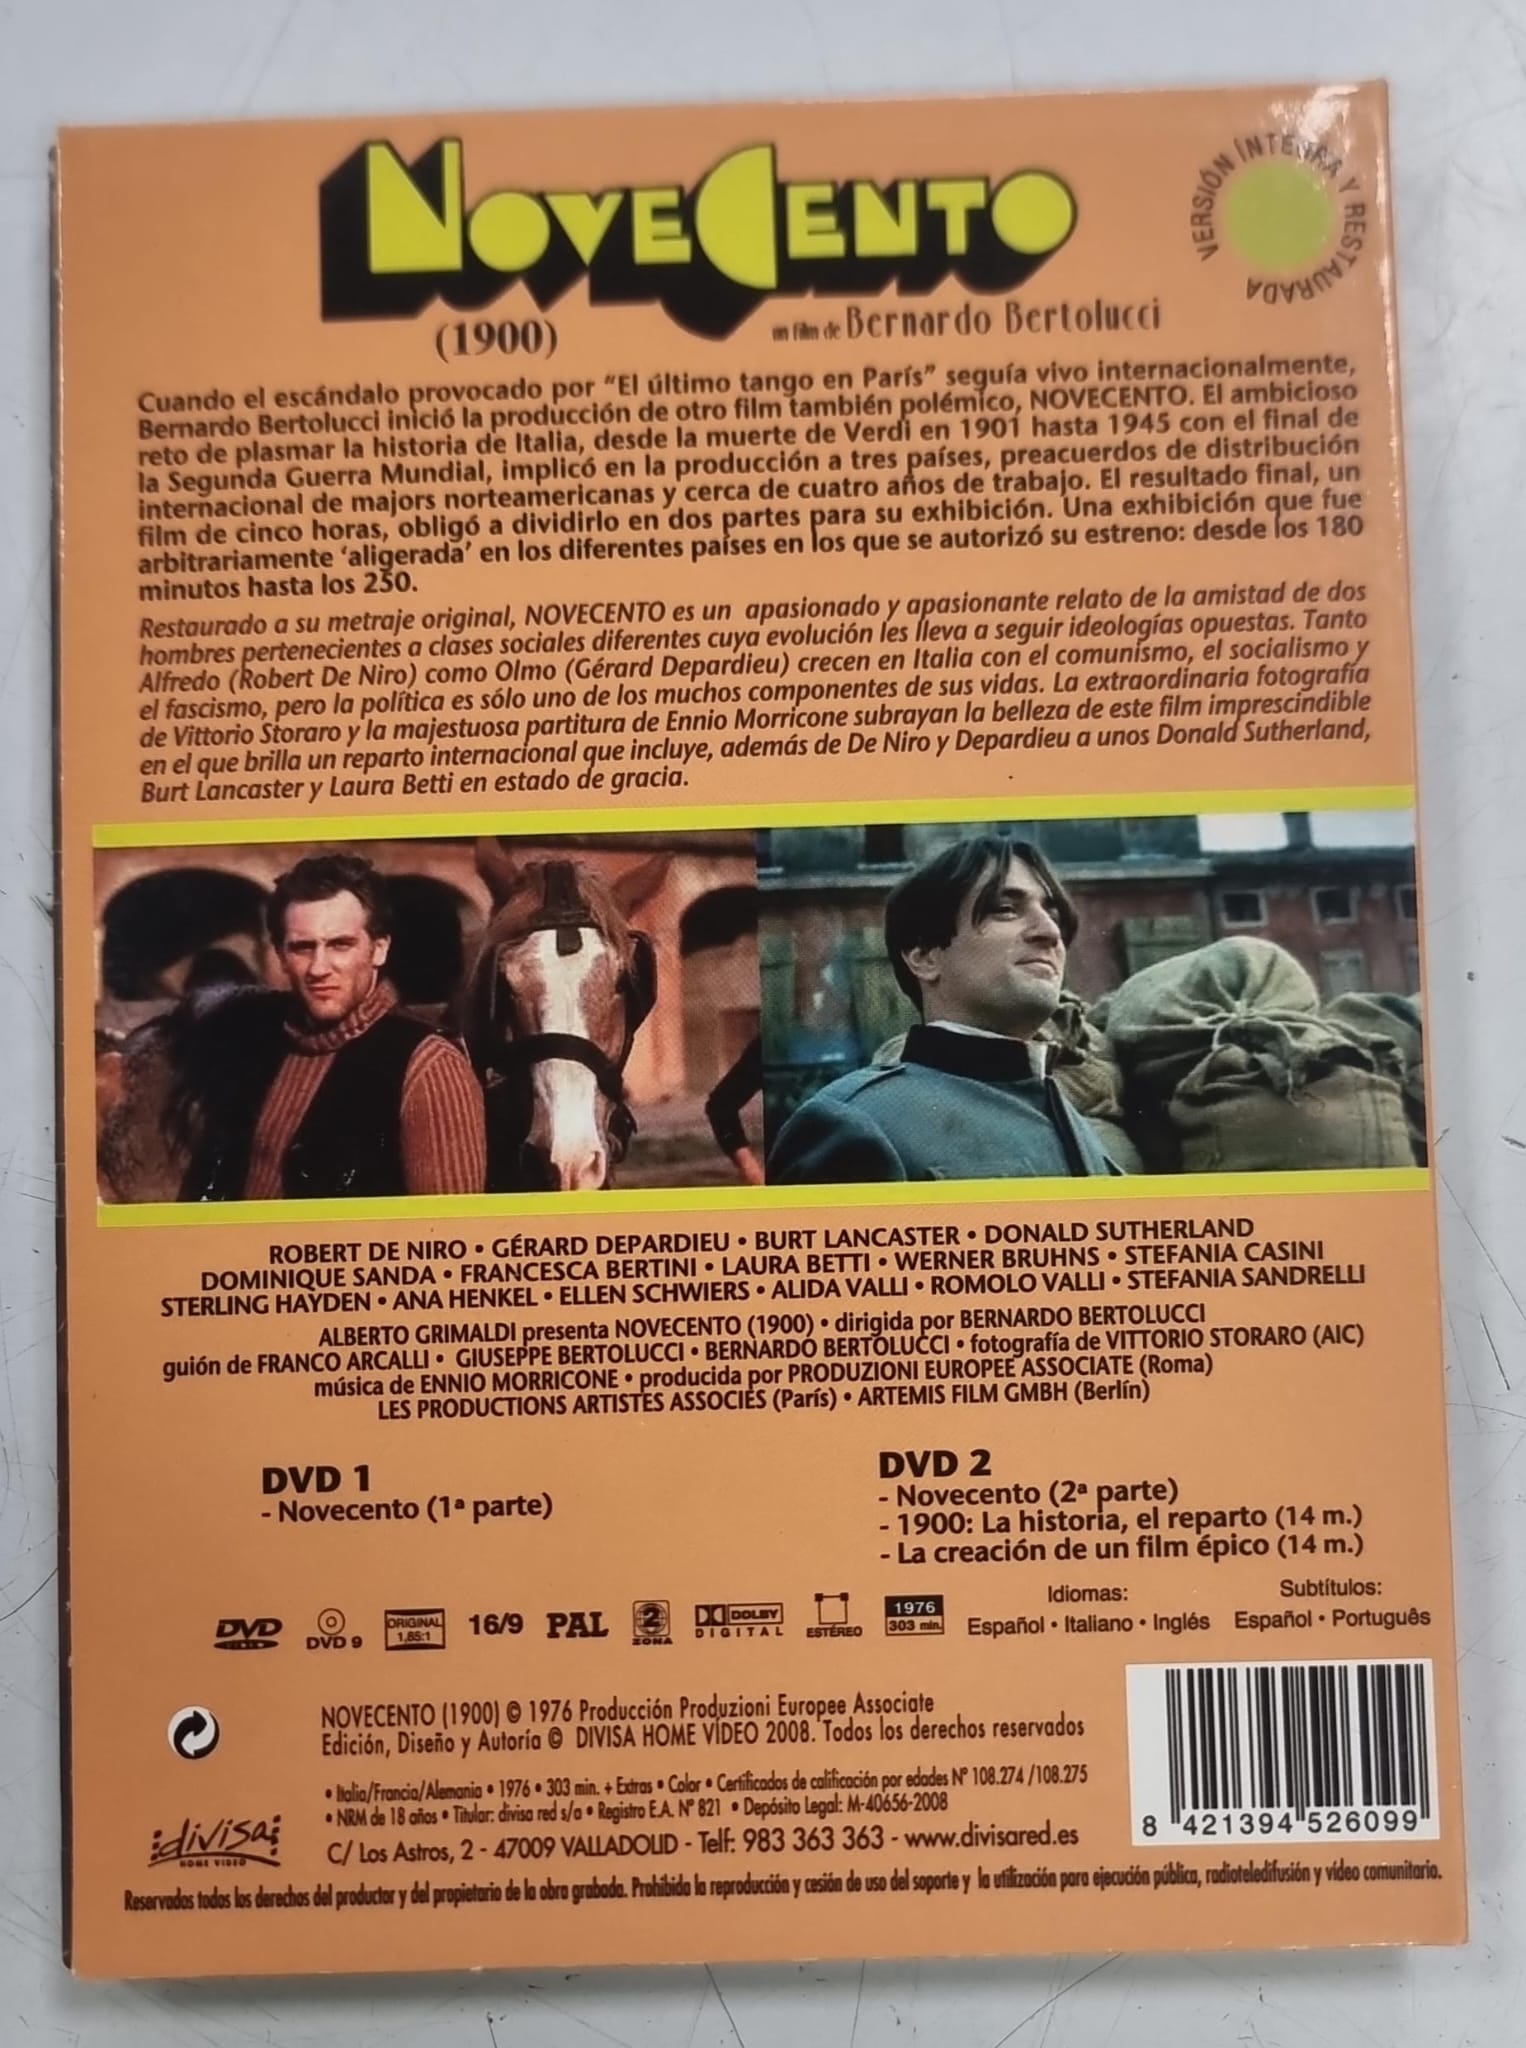 NOVECENTO
VERSIÓN ÍNTEGRA Y RESTAURADA
(1900)
un film de Bernardo Bertolucci
Cuando el escándalo provocado por "El último tango en París" seguía vivo internacionalmente,
Bernardo Bertolucci inició la producción de otro film también polémico, NOVECENTO. El ambicioso
reto de plasmar la historia de Italia, desde la muerte de Verdi en 1901 hasta 1945 con el final de
la Segunda Guerra Mundial, implicó en la producción a tres países, preacuerdos de distribución
internacional de majors norteamericanas y cerca de cuatro años de trabajo. El resultado final, un
film de cinco horas, obligó a dividirlo en dos partes para su exhibición. Una exhibición que fue
arbitrariamente 'aligerada' en los diferentes países en los que se autorizó su estreno: desde los 180
minutos hasta los 250.
Restaurado a su metraje original, NOVECENTO es un apasionado y apasionante relato de la amistad de dos
hombres pertenecientes a clases sociales diferentes cuya evolución les lleva a seguir ideologías opuestas. Tanto
Alfredo (Robert De Niro) como Olmo (Gérard Depardieu) crecen en Italia con el comunismo, el socialismo y
el fascismo, pero la política es sólo uno de los muchos componentes de sus vidas. La extraordinaria fotografía
de Vittorio Storaro y la majestuosa partitura de Ennio Morricone subrayan la belleza de este film imprescindible
en el que brilla un reparto internacional que incluye, además de De Niro y Depardieu a unos Donald Sutherland,
Burt Lancaster y Laura Betti en estado de gracia.
ROBERT DE NIRO • GÉRARD DEPARDIEU • BURT LANCASTER • DONALD SUTHERLAND
DOMINIQUE SANDA • FRANCESCA BERTINI • LAURA BETTI • WERNER BRUHNS • STEFANIA CASINI
STERLING HAYDEN • ANA HENKEL • ELLEN SCHWIERS • ALIDA VALLI • ROMOLO VALLI • STEFANIA SANDRELLI
ALBERTO GRIMALDI presenta NOVECENTO (1900) • dirigida por BERNARDO BERTOLUCCI
guión de FRANCO ARCALLI • GIUSEPPE BERTOLUCCI • BERNARDO BERTOLUCCI • fotografía de VITTORIO STORARO (AIC)
música de ENNIO MORRICONE • producida por PRODUZIONI EUROPEE ASSOCIATE (Roma)
LES PRODUCTIONS ARTISTES ASSOCIES (París) • ARTEMIS FILM GMBH (Berlín)
DVD 1
- Novecento (1ª parte)
DVD 2
- Novecento (2ª parte)
- 1900: La historia, el reparto (14 m.)
- La creación de un film épico (14 m.)
DVD VIDEO
DVD 9
ORIGINAL
1,85:1
16/9
PAL
2
ZONA
DOLBY
DIGITAL
ESTÉREO
1976
303 min.
Idiomas:
Español • Italiano • Inglés
Subtítulos:
Español • Português
NOVECENTO (1900) © 1976 Producción Produzioni Europee Associate
Edición, Diseño y Autoría © DIVISA HOME VÍDEO 2008. Todos los derechos reservados
• Italia/Francia/Alemania • 1976 • 303 min. + Extras • Color • Certificados de calificación por edades Nº 108.274 /108.275
• NRM de 18 años • Titular: divisa red s/a • Registro E.A. Nº 821 • Depósito Legal: M-40656-2008
C/ Los Astros, 2 - 47009 VALLADOLID - Telf: 983 363 363 - www.divisared.es
divisa
HOME VIDEO
8 421394 526099
Reservados todos los derechos del productor y del propietario de la obra grabada. Prohibida la reproducción y cesión de uso del soporte y la utilización para ejecución pública, radioteledifusión y vídeo comunitario.